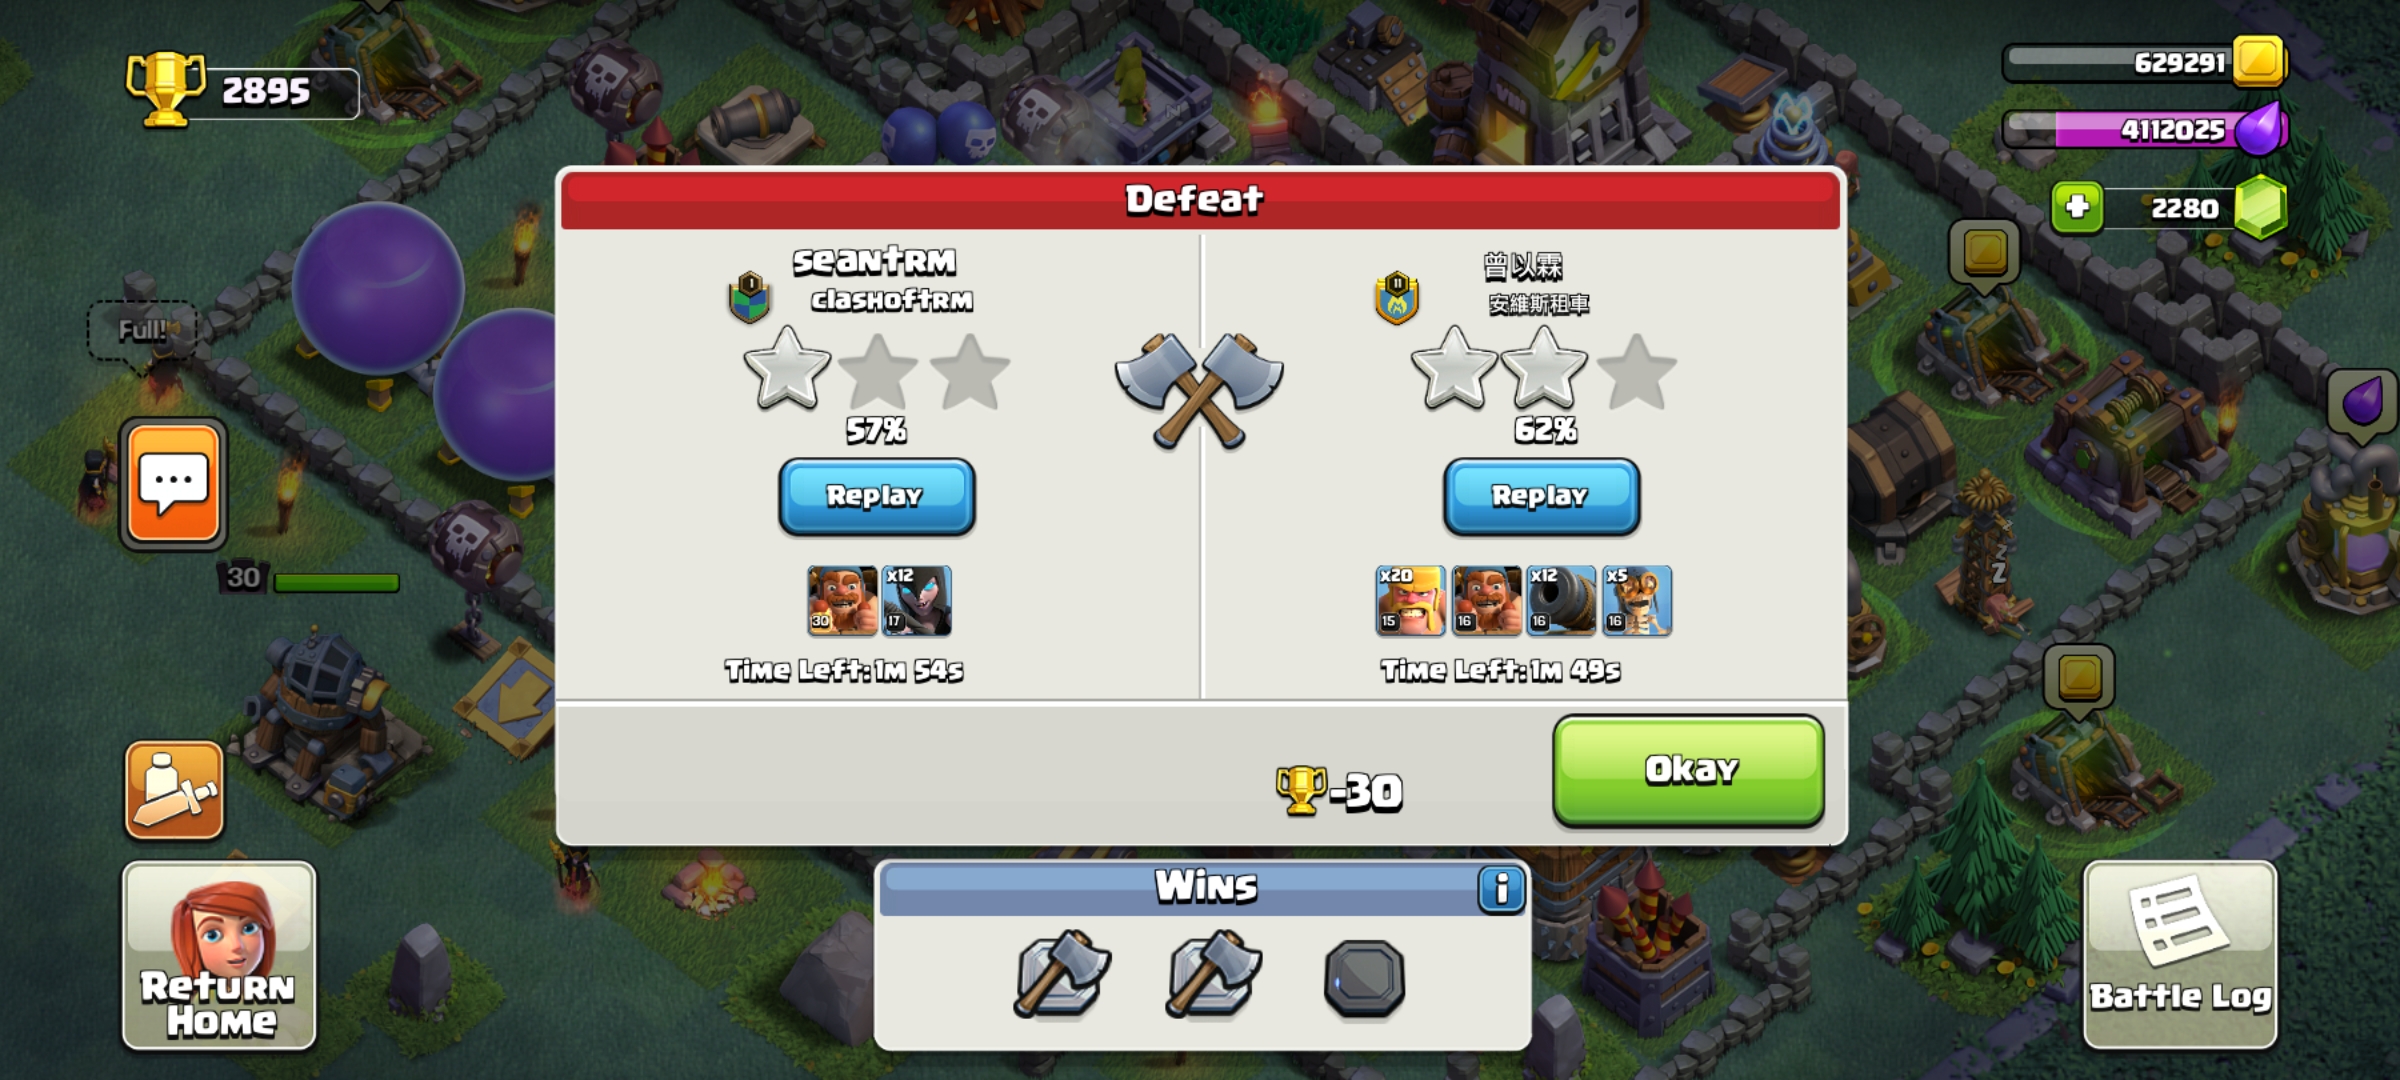 2895
629291
4112025
2280
Full!
30
Defeat
seantrm
clashoftrm
1
57%
Replay
30
x12
17
Time Left:1m 54s
曾以霖
安維斯租車
11
62%
Replay
x20
15
16
x12
16
x5
16
Time Left:1m 49s
-30
Okay
Wins
i
Return
Home
Battle Log
z
Z